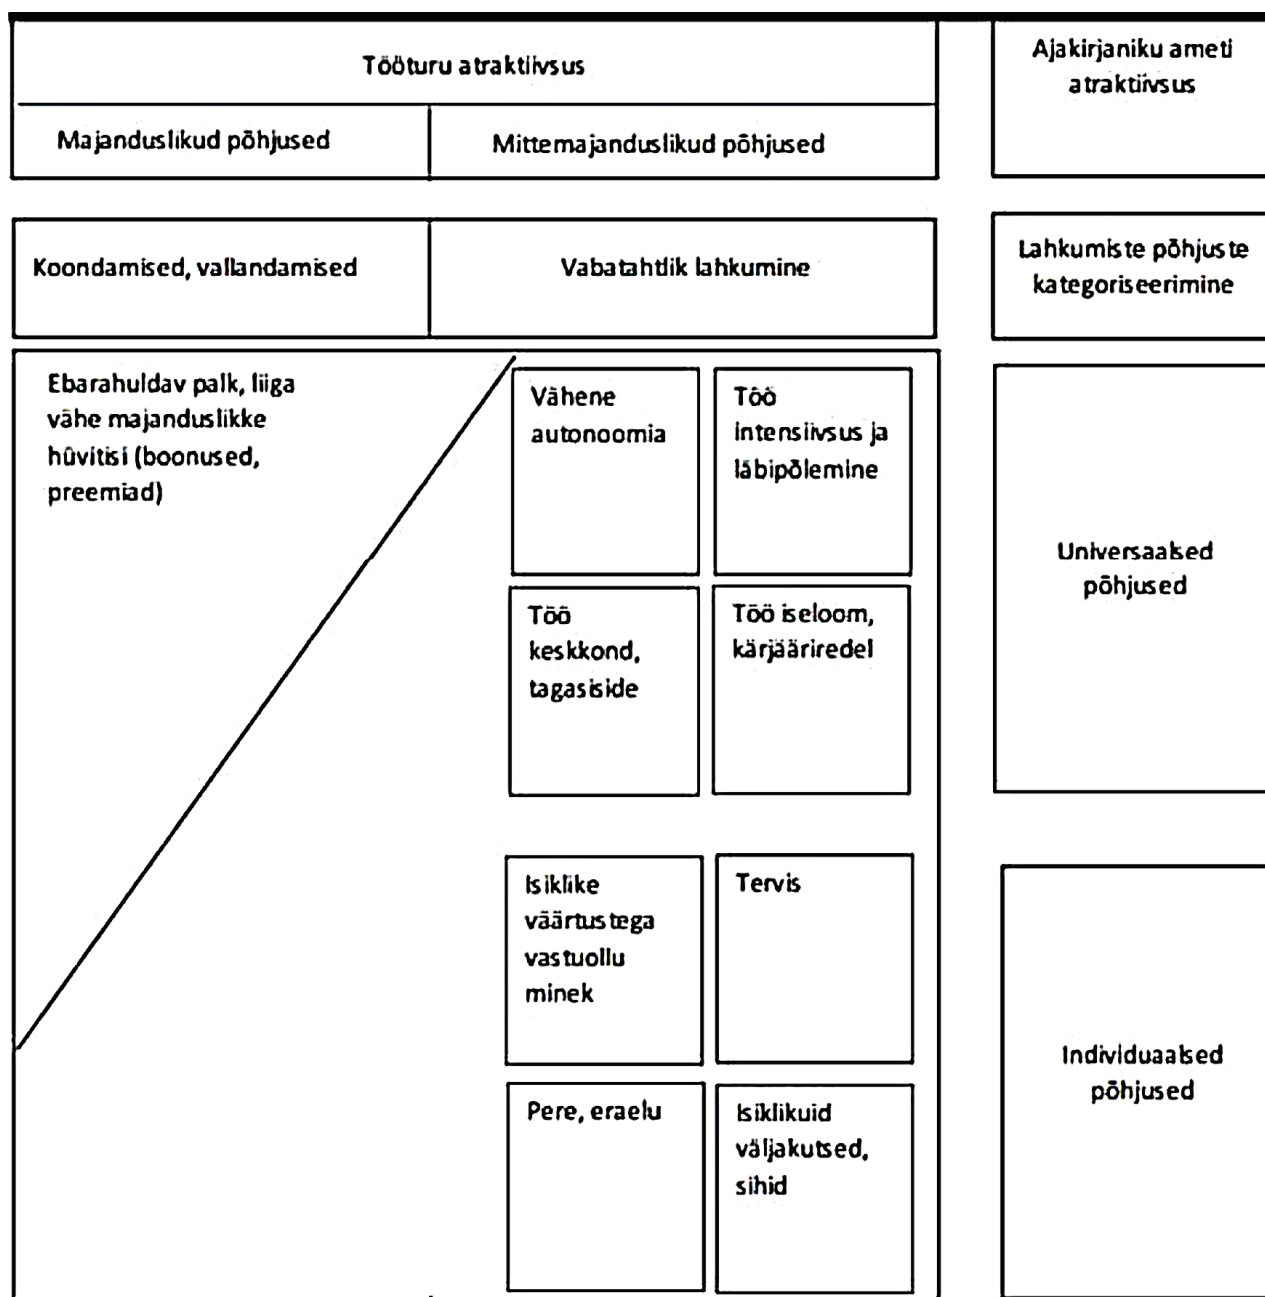 Tööturu atraktiivsus
Majanduslikud põhjused
Mittemajanduslikud põhjused
Ajakirjaniku ameti
atraktiivsus
Koondamised, vallandamised
Vabatahtlik lahkumine
Lahkumiste põhjuste
kategoriseerimine
Ebarahuldav palk, liiga
vähe majanduslikke
hüvitisi (boonused,
preemiad)
Vähene
autonoomia
Töö
intensiivsus ja
läbipõlemine
Töö
keskkond,
tagasiside
Töö iseloom,
kärjääriredel
Universaalsed
põhjused
Isiklike
väärtustega
vastuollu
minek
Tervis
Pere, eraelu
Isiklikuid
väljakutsed,
sihid
Individuaalsed
põhjused